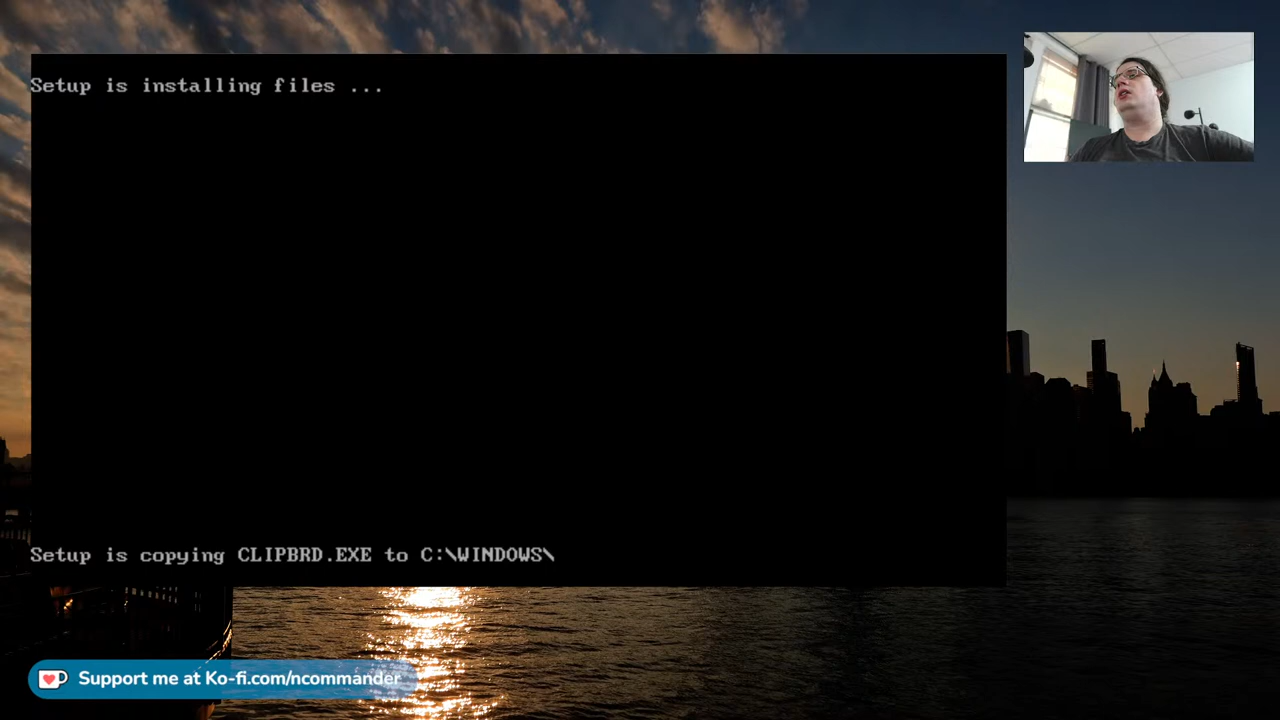 Setup is installing files ...
Setup is copying CLIPBRD.EXE to C:\WINDOWS\
Support me at Ko-fi.com/ncommander